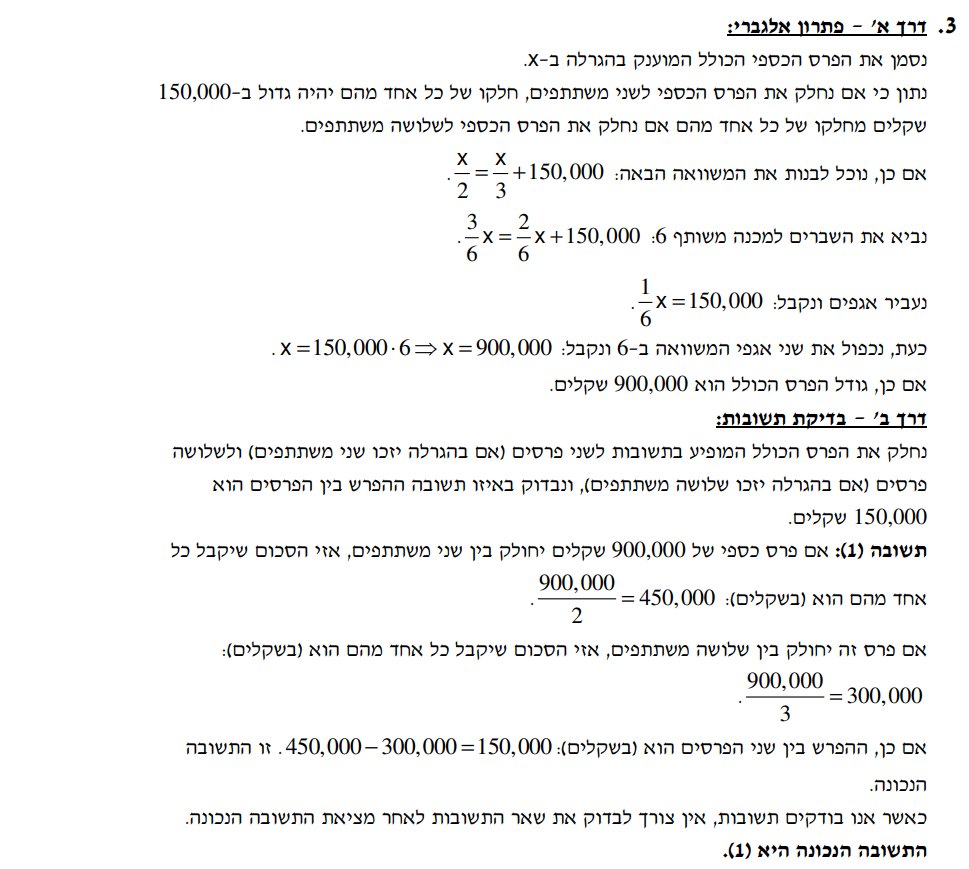 3. דרך א' – פתרון אלגברי:
נסמן את הפרס הכספי הכולל המוענק בהגרלה ב-x.
נתון כי אם נחלק את הפרס הכספי לשני משתתפים, חלקו של כל אחד מהם יהיה גדול ב-150,000
שקלים מחלקו של כל אחד מהם אם נחלק את הפרס הכספי לשלושה משתתפים.
אם כן, נוכל לבנות את המשוואה הבאה: x/2 = x/3 + 150,000.
נביא את השברים למכנה משותף 6: 3/6 x = 2/6 x + 150,000.
נעביר אגפים ונקבל: 1/6 x = 150,000.
כעת, נכפול את שני אגפי המשוואה ב-6 ונקבל: x = 150,000 · 6 ⇒ x = 900,000.
אם כן, גודל הפרס הכולל הוא 900,000 שקלים.
דרך ב' – בדיקת תשובות:
נחלק את הפרס הכולל המופיע בתשובות לשני פרסים (אם בהגרלה יזכו שני משתתפים) ולשלושה
פרסים (אם בהגרלה יזכו שלושה משתתפים), ונבדוק באיזו תשובה ההפרש בין הפרסים הוא
150,000 שקלים.
תשובה (1): אם פרס כספי של 900,000 שקלים יחולק בין שני משתתפים, אזי הסכום שיקבל כל
אחד מהם הוא (בשקלים): 900,000/2 = 450,000.
אם פרס זה יחולק בין שלושה משתתפים, אזי הסכום שיקבל כל אחד מהם הוא (בשקלים):
900,000/3 = 300,000.
אם כן, ההפרש בין שני הפרסים הוא (בשקלים): 450,000 – 300,000 = 150,000. זו התשובה
הנכונה.
כאשר אנו בודקים תשובות, אין צורך לבדוק את שאר התשובות לאחר מציאת התשובה הנכונה.
התשובה הנכונה היא (1).